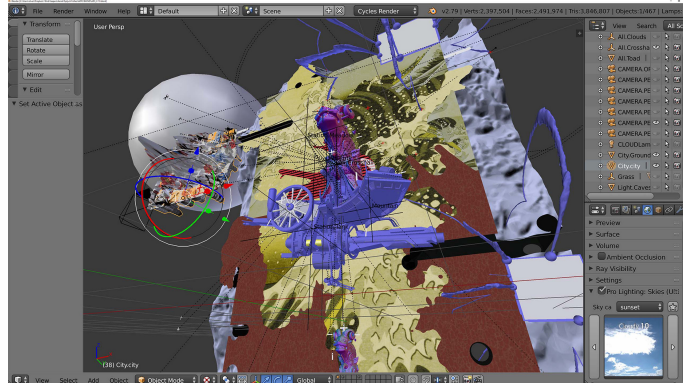 File Render Window Help Default Scene Cycles Render v2.79 | Verts:2,397,504 | Faces:2,491,974 | Tris:3,846,807 | Objects:1/467 | Lamps
Transform
Translate
Rotate
Scale
Mirror
Edit
Set Active Object as
User Persp
(38) City.city
View Select Add Object Object Mode Global
View Search All Sc
All.Clouds
All.Crossha
All.Toad
CAMERA.OF
CAMERA.PE
CAMERA.PE
CAMERA.PE
CAMERA.PE
CAMERA.PE
CLOUDLam
City.Ground
City.city
Grass
Light.Caves
Preview
Surface
Volume
Ambient Occlusion
Ray Visibility
Settings
Pro Lighting: Skies (Ul
Sky ca sunset